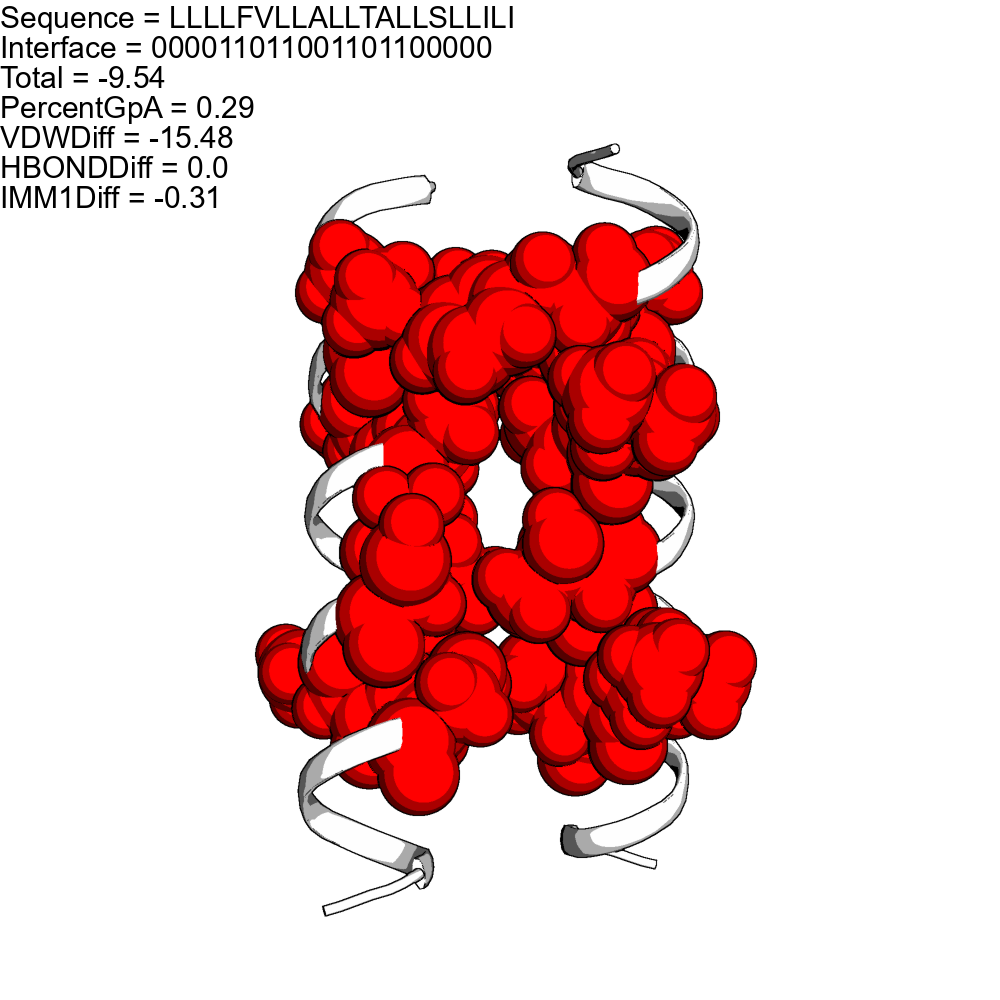 Sequence = LLLLFVLLALLTALLSLLILI
Interface = 000011011001101100000
Total = -9.54
PercentGpA = 0.29
VDWDiff = -15.48
HBONDDiff = 0.0
IMM1Diff = -0.31